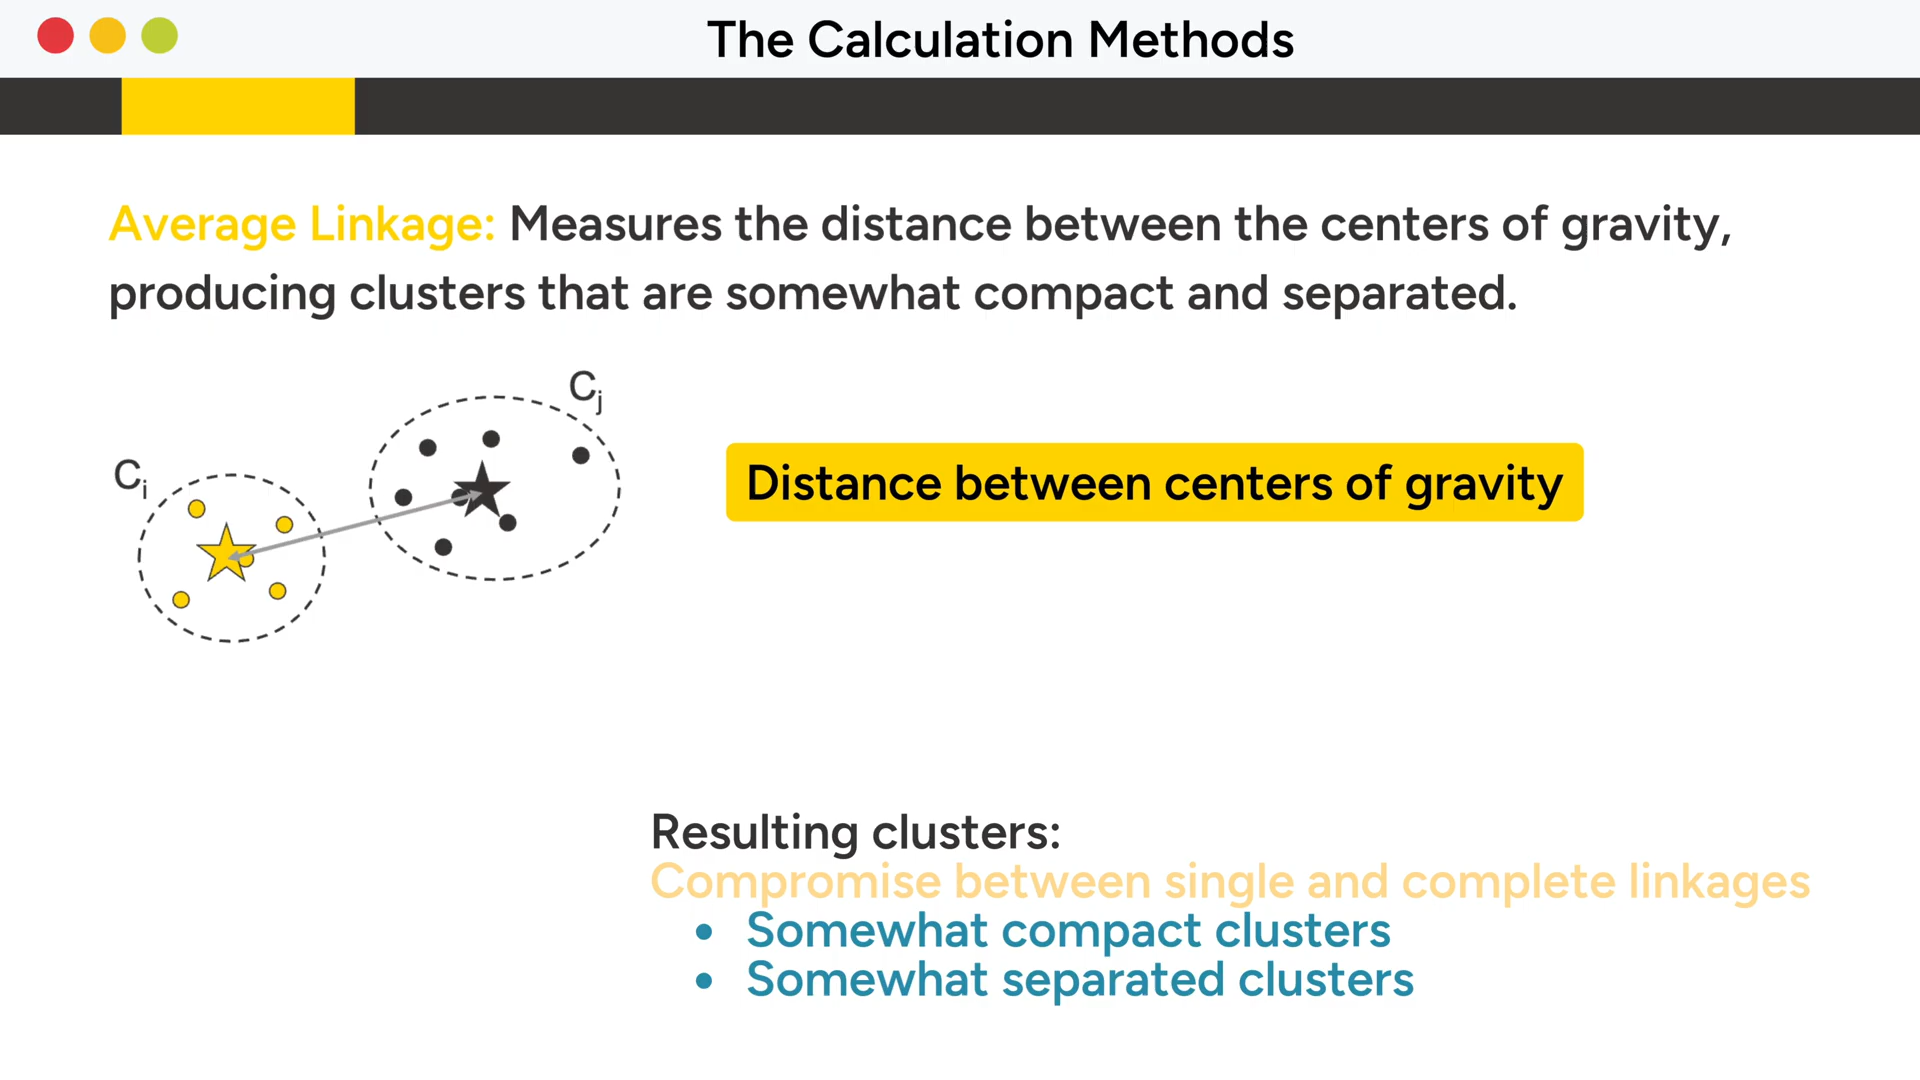 The Calculation Methods
Average Linkage: Measures the distance between the centers of gravity,
producing clusters that are somewhat compact and separated.
Cj
Ci
Distance between centers of gravity
Resulting clusters:
Compromise between single and complete linkages
• Somewhat compact clusters
• Somewhat separated clusters